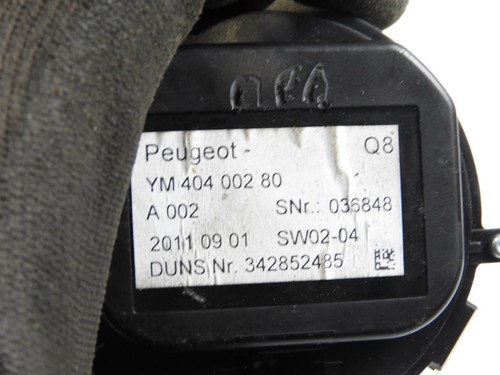 Peugeot - Q8
YM 404 002 80
A 002 SNr.: 036848
2011 09 01 SW02-04
DUNS Nr. 342852485